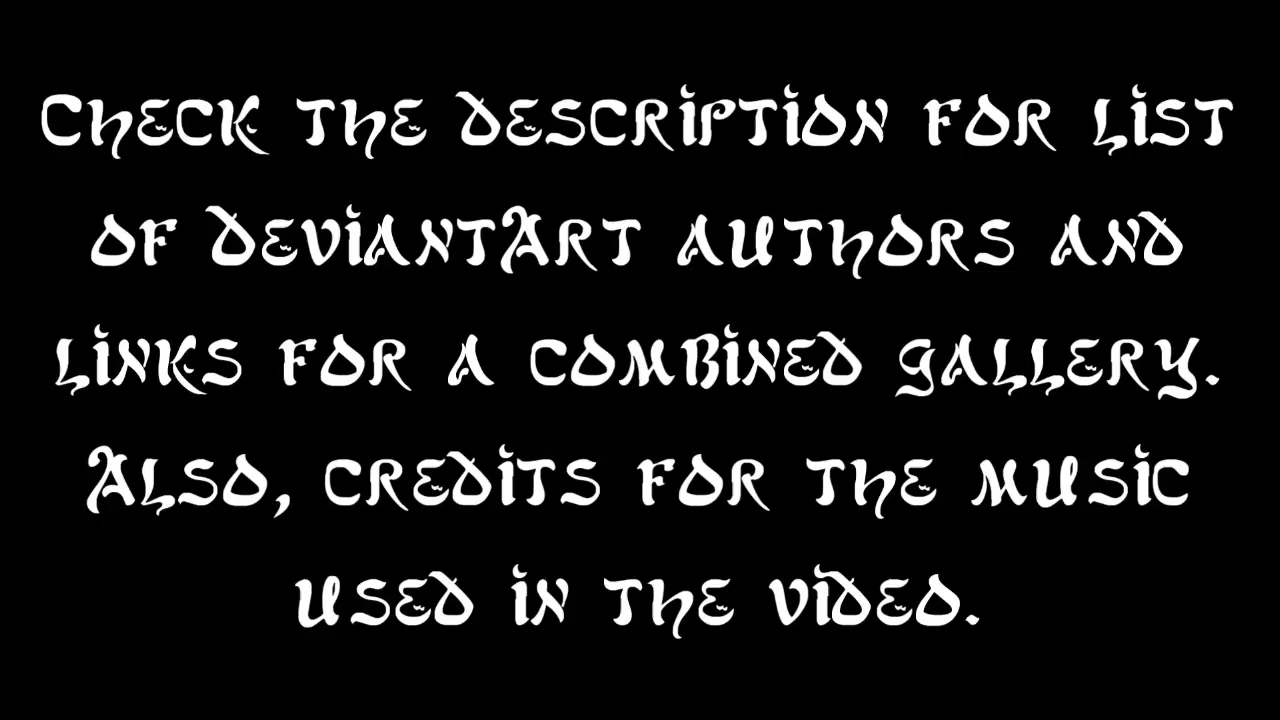 Check the description for list
of DeviantArt authors and
links for a combined gallery.
Also, credits for the music
used in the video.